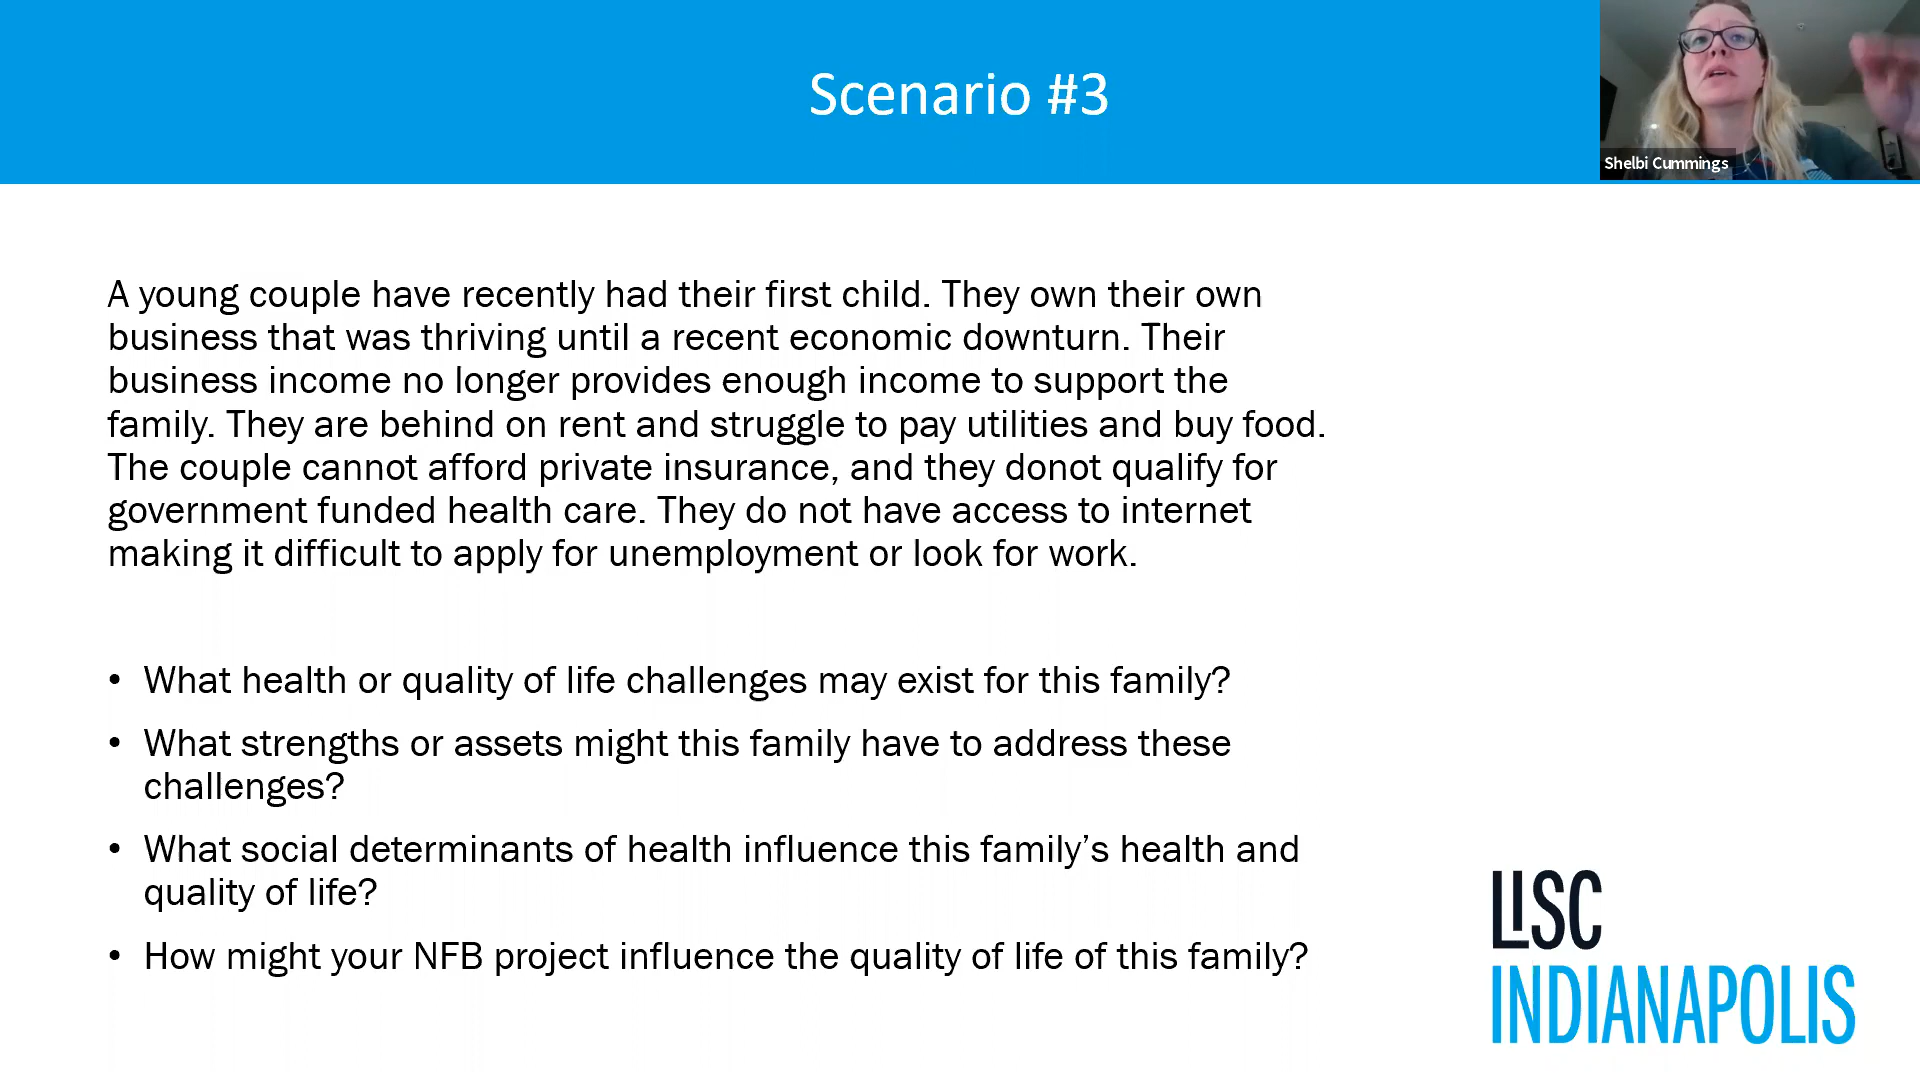 Scenario #3
Shelbi Cummings
A young couple have recently had their first child. They own their own
business that was thriving until a recent economic downturn. Their
business income no longer provides enough income to support the
family. They are behind on rent and struggle to pay utilities and buy food.
The couple cannot afford private insurance, and they donot qualify for
government funded health care. They do not have access to internet
making it difficult to apply for unemployment or look for work.
• What health or quality of life challenges may exist for this family?
• What strengths or assets might this family have to address these
challenges?
• What social determinants of health influence this family’s health and
quality of life?
• How might your NFB project influence the quality of life of this family?
LISC
INDIANAPOLIS